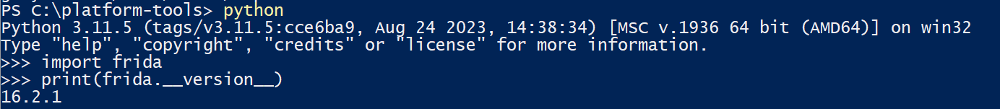 PS C:\platform-tools> python
Python 3.11.5 (tags/v3.11.5:cce6ba9, Aug 24 2023, 14:38:34) [MSC v.1936 64 bit (AMD64)] on win32
Type "help", "copyright", "credits" or "license" for more information.
>>> import frida
>>> print(frida.__version__)
16.2.1